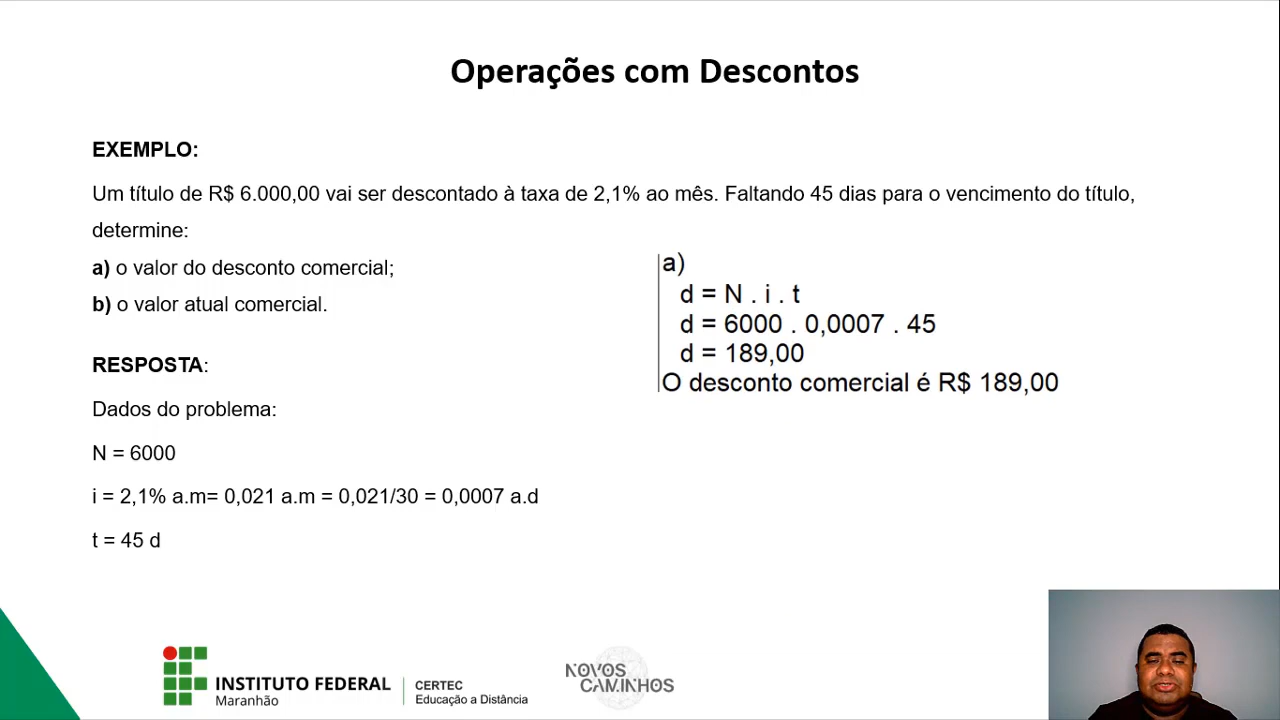 Operações com Descontos
EXEMPLO:
Um título de R$ 6.000,00 vai ser descontado à taxa de 2,1% ao mês. Faltando 45 dias para o vencimento do título,
determine:
a) o valor do desconto comercial;
b) o valor atual comercial.
RESPOSTA:
Dados do problema:
N = 6000
i = 2,1% a.m= 0,021 a.m = 0,021/30 = 0,0007 a.d
t = 45 d
a)
d = N . i . t
d = 6000 . 0,0007 . 45
d = 189,00
O desconto comercial é R$ 189,00
INSTITUTO FEDERAL
Maranhão
CERTEC
Educação a Distância
NOVOS
CAMINHOS